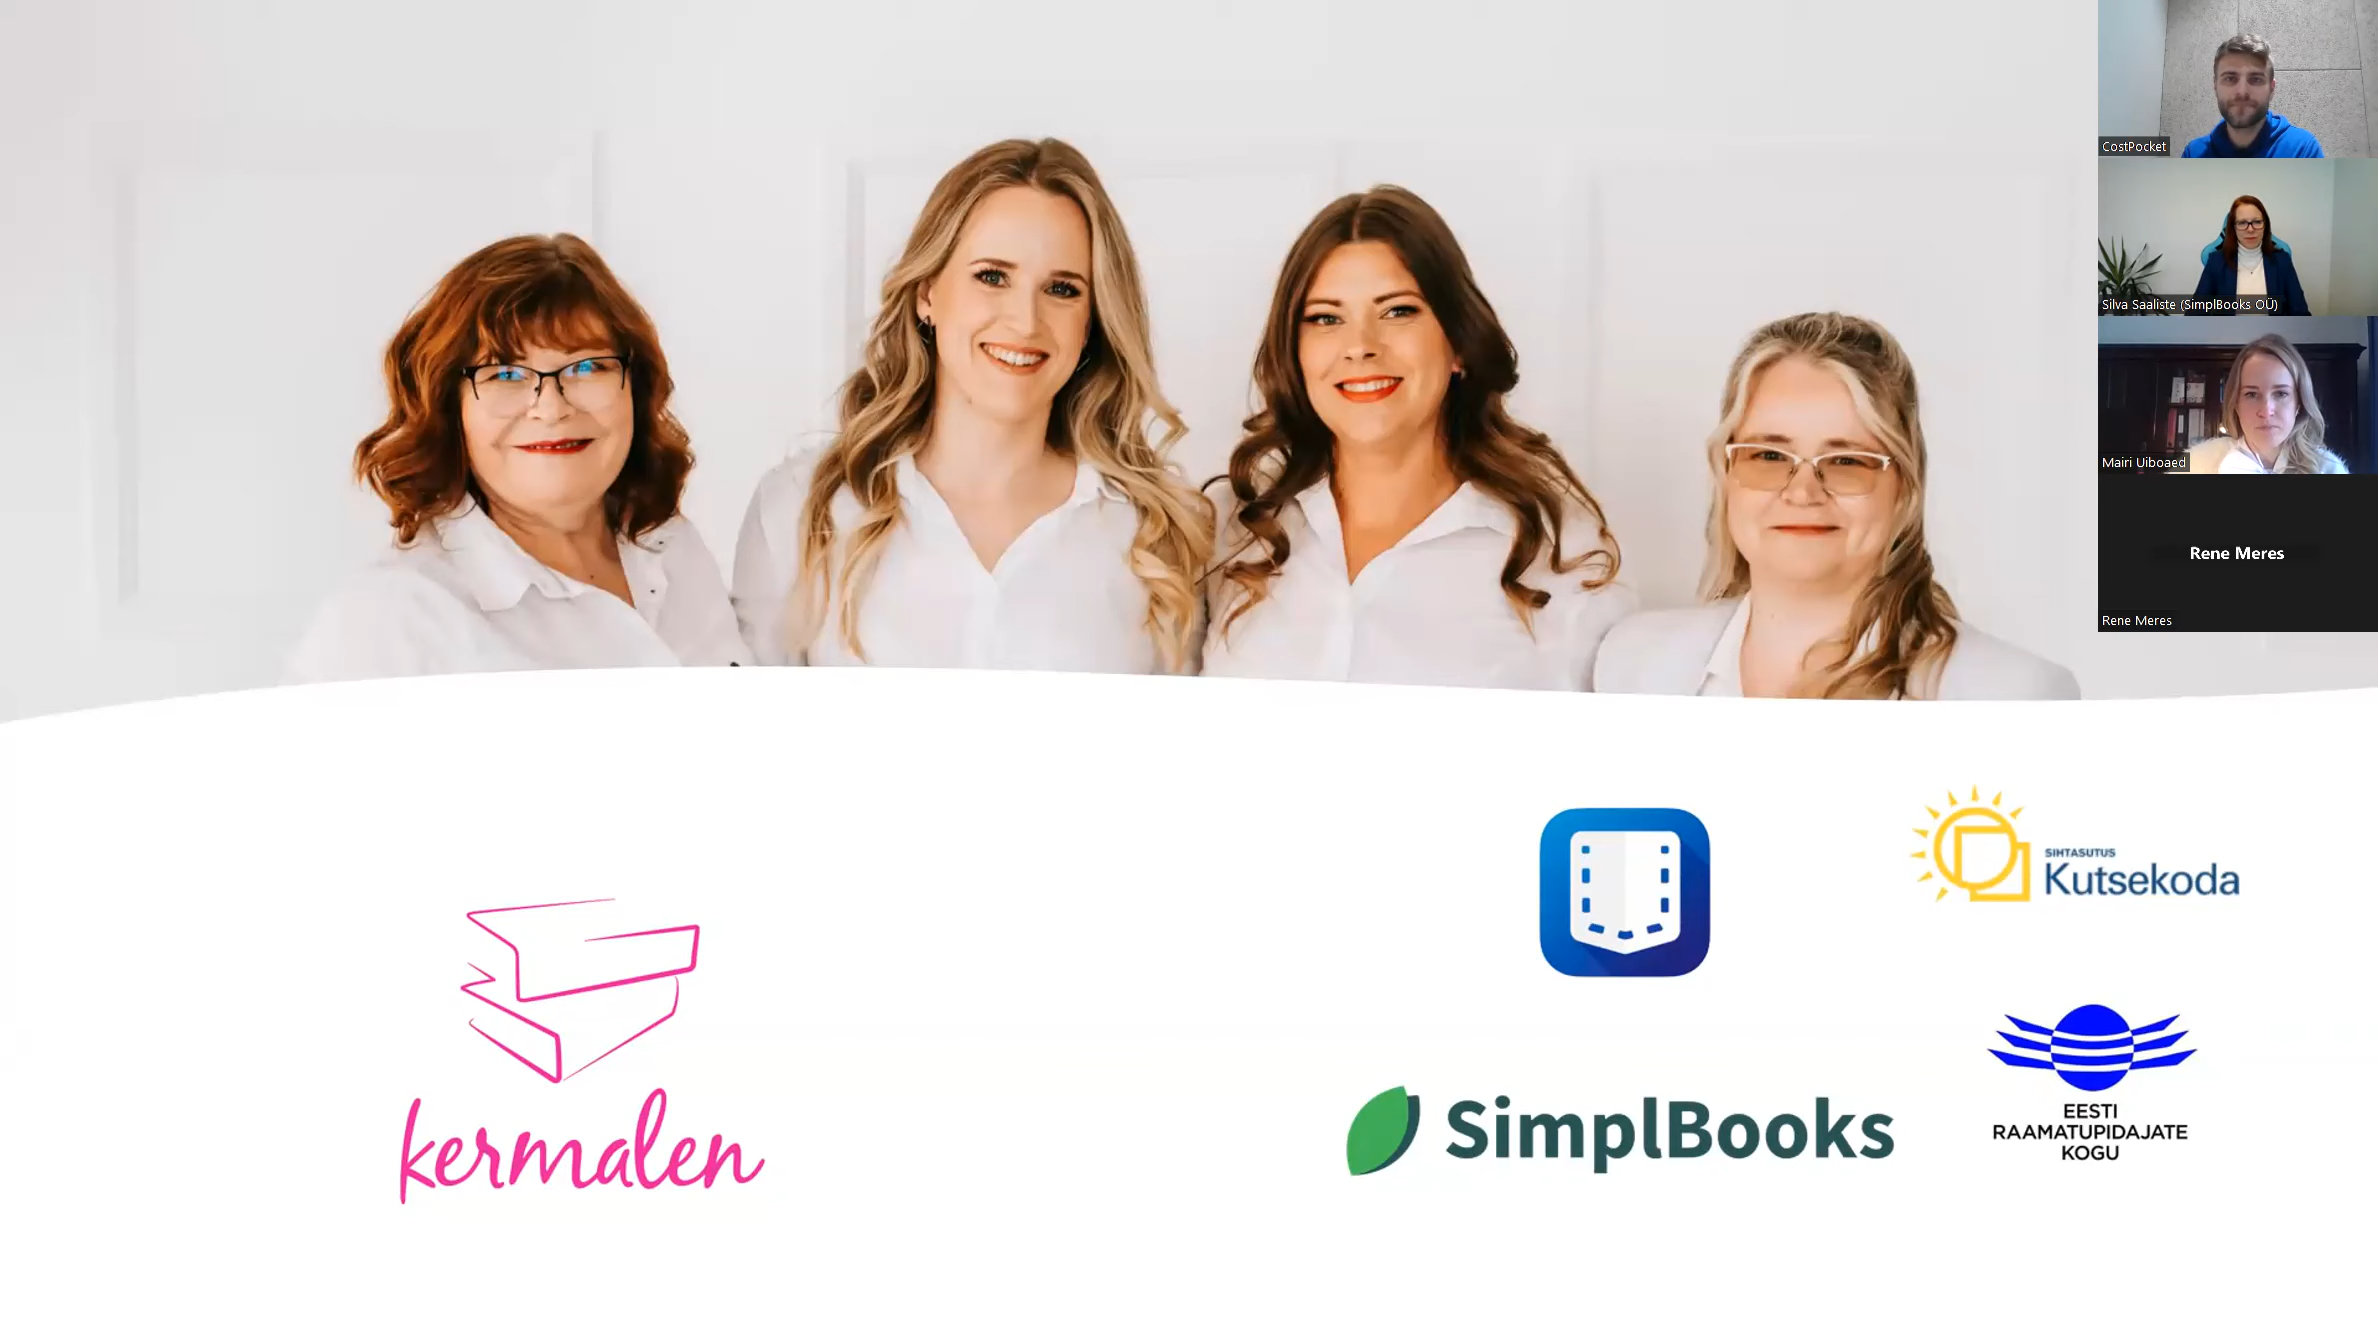 CostPocket
Silva Saaliste (SimplBooks OÜ)
Mairi Uiboaed
Rene Meres
Rene Meres
SIHTASUTUS
Kutsekoda
kermalen
SimplBooks
EESTI
RAAMATUPIDAJATE
KOGU